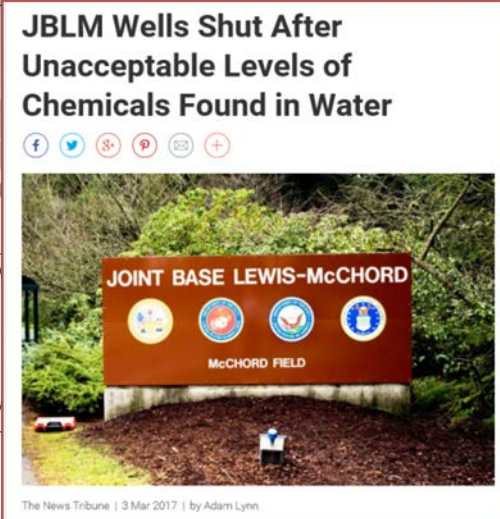 JBLM Wells Shut After
Unacceptable Levels of
Chemicals Found in Water
JOINT BASE LEWIS-McCHORD
McCHORD FIELD
The News Tribune | 3 Mar 2017 | by Adam Lynn